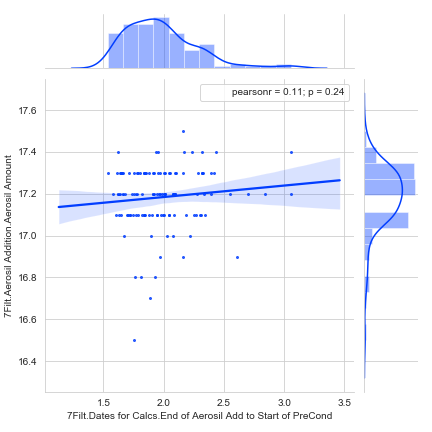 pearsonr = 0.11; p = 0.24
17.6
17.4
17.2
17.0
16.8
16.6
16.4
7Filt.Aerosil Addition.Aerosil Amount
1.5 2.0 2.5 3.0 3.5
7Filt.Dates for Calcs.End of Aerosil Add to Start of PreCond